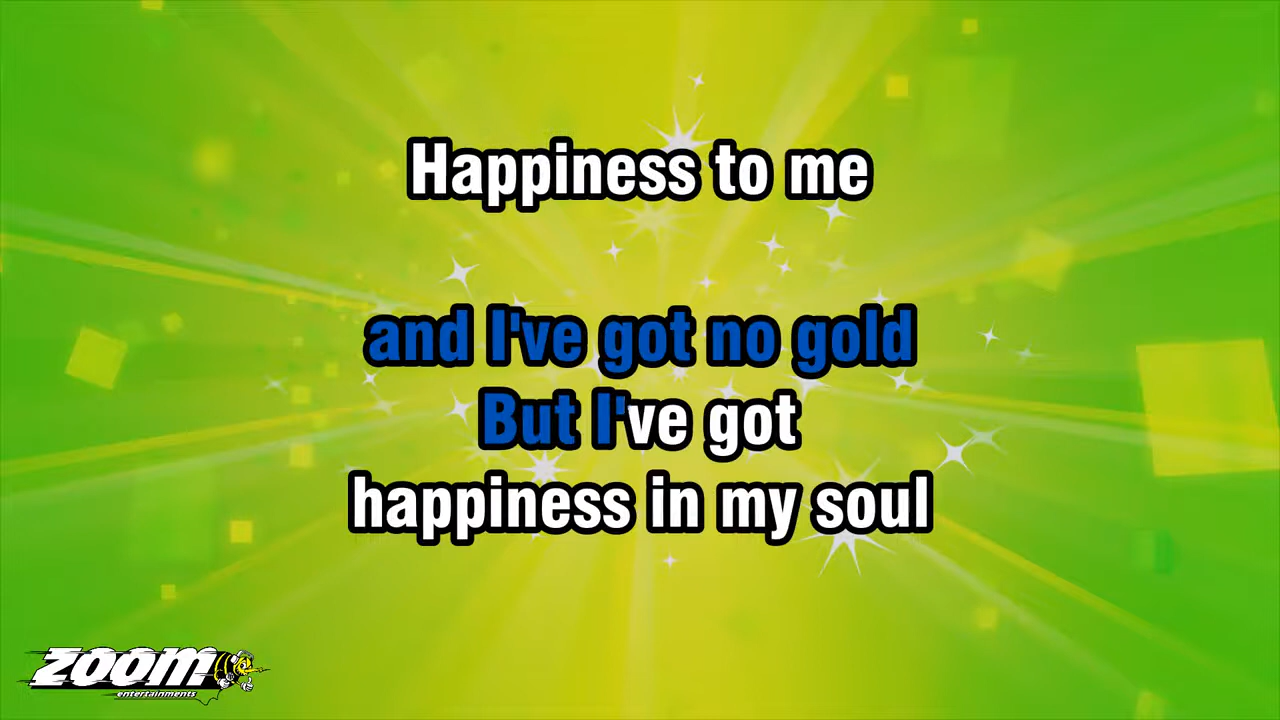 Happiness to me
and I've got no gold
But I've got
happiness in my soul
ZOOM
entertainments